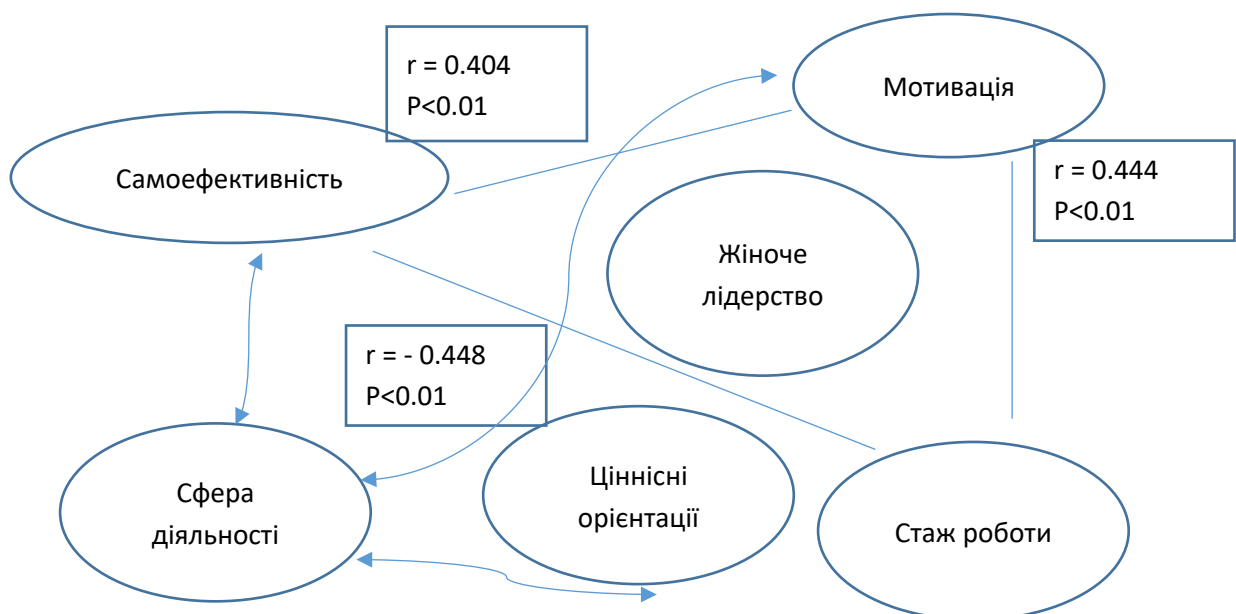 r = 0.404
P<0.01
Мотивація
Самоефективність
r = 0.444
P<0.01
Жіноче
лідерство
r = - 0.448
P<0.01
Ціннісні
орієнтації
Сфера
діяльності
Стаж роботи